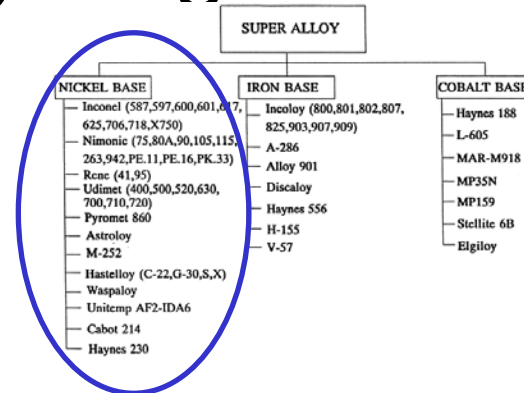 SUPER ALLOY
NICKEL BASE
Inconel (587,597,600,601,617,
625,706,718,X750)
Nimonic (75,80A,90,105,115,
263,942,PE.11,PE.16,PK.33)
Rene (41,95)
Udimet (400,500,520,630,
700,710,720)
Pyromet 860
Astroloy
M-252
Hastelloy (C-22,G-30,S,X)
Waspaloy
Unitemp AF2-IDA6
Cabot 214
Haynes 230
IRON BASE
Incoloy (800,801,802,807,
825,903,907,909)
A-286
Alloy 901
Discaloy
Haynes 556
H-155
V-57
COBALT BASE
Haynes 188
L-605
MAR-M918
MP35N
MP159
Stellite 6B
Elgiloy